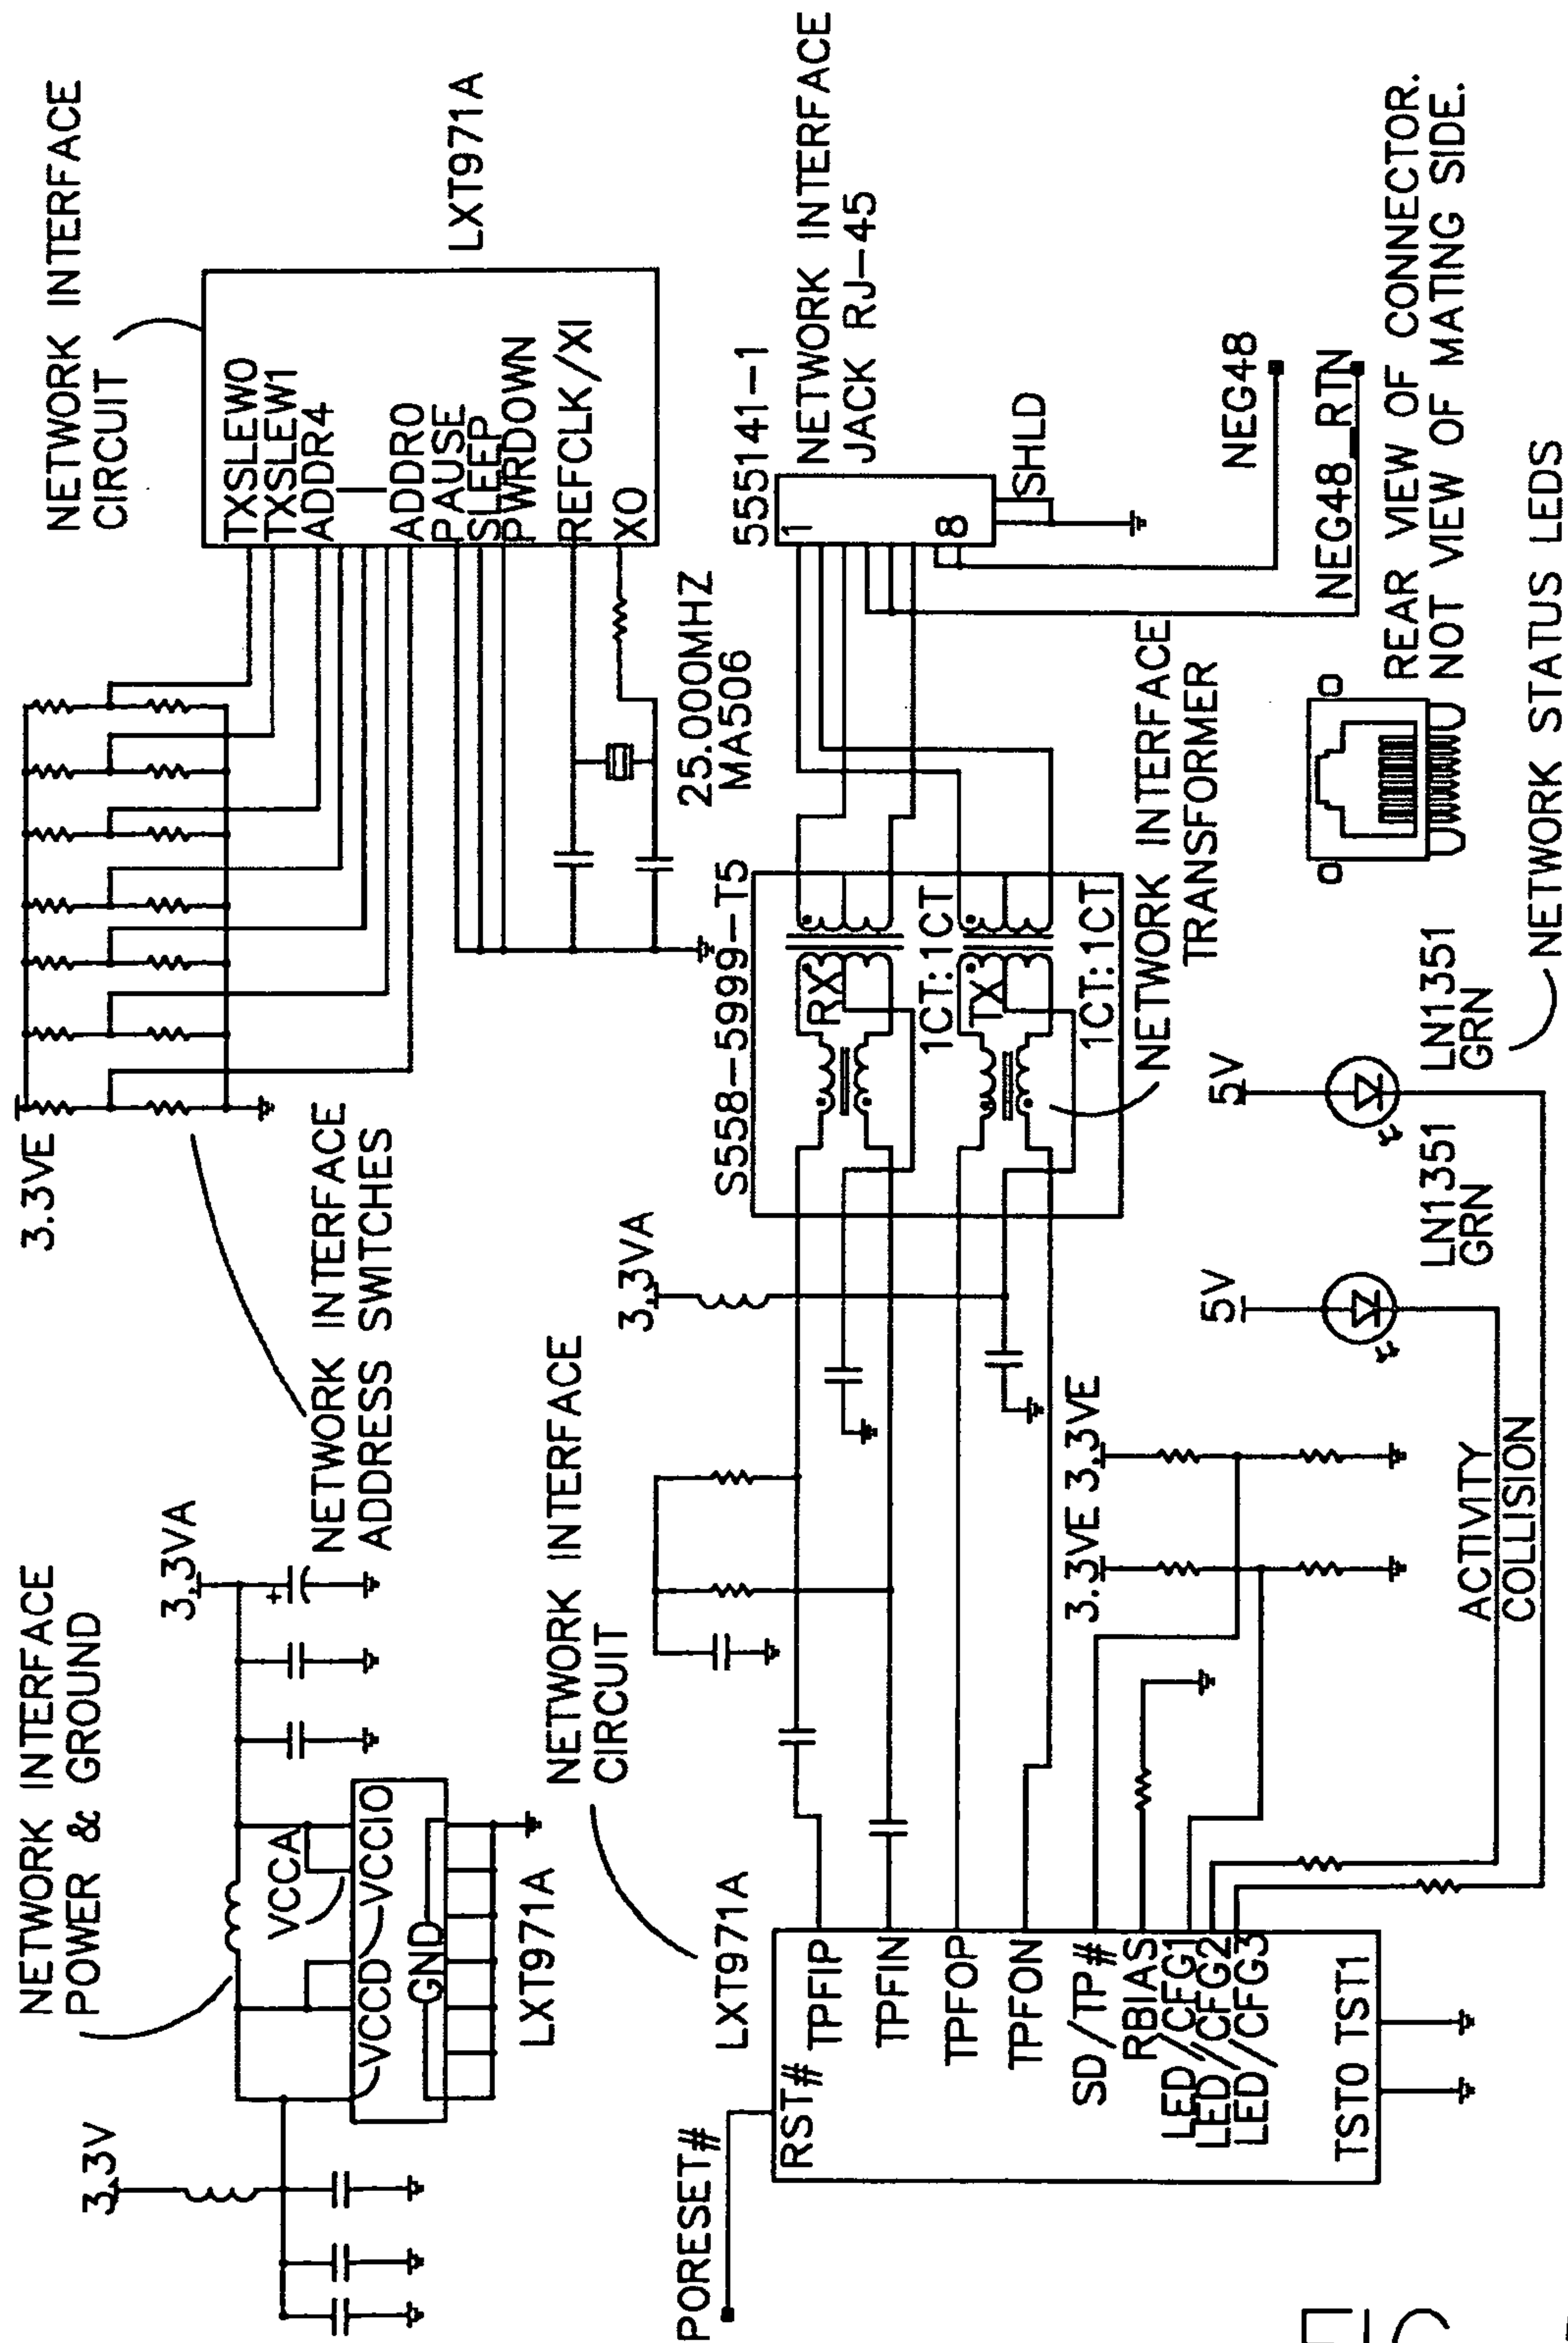 NETWORK INTERFACE
POWER & GROUND
3.3V
3.3VA
VCCA
VCCD
VCCIO
GND
LXT971A
NETWORK INTERFACE
ADDRESS SWITCHES
3.3VE
NETWORK INTERFACE
CIRCUIT
TXSLEW0
TXSLEW1
ADDR4
ADDR0
PAUSE
SLEEP
PWRDOWN
REFCLK/XI
XO
LXT971A
25.000MHZ
MA506
NETWORK INTERFACE
CIRCUIT
LXT971A
PORESET#
RST#
TPFIP
TPFIN
TPFOP
TPFON
SD/TP#
RBIAS
LED/CFG1
LED/CFG2
LED/CFG3
TST0 TST1
3.3VA
3.3VE 3.3VE
S558-5999-T5
RX
1CT:1CT
TX
1CT:1CT
NETWORK INTERFACE
TRANSFORMER
555141-1
NETWORK INTERFACE
JACK RJ-45
1
8
SHLD
NEG48
NEG48_RTN
REAR VIEW OF CONNECTOR.
NOT VIEW OF MATING SIDE.
5V
5V
LN1351
GRN
LN1351
GRN
ACTIVITY
COLLISION
NETWORK STATUS LEDS